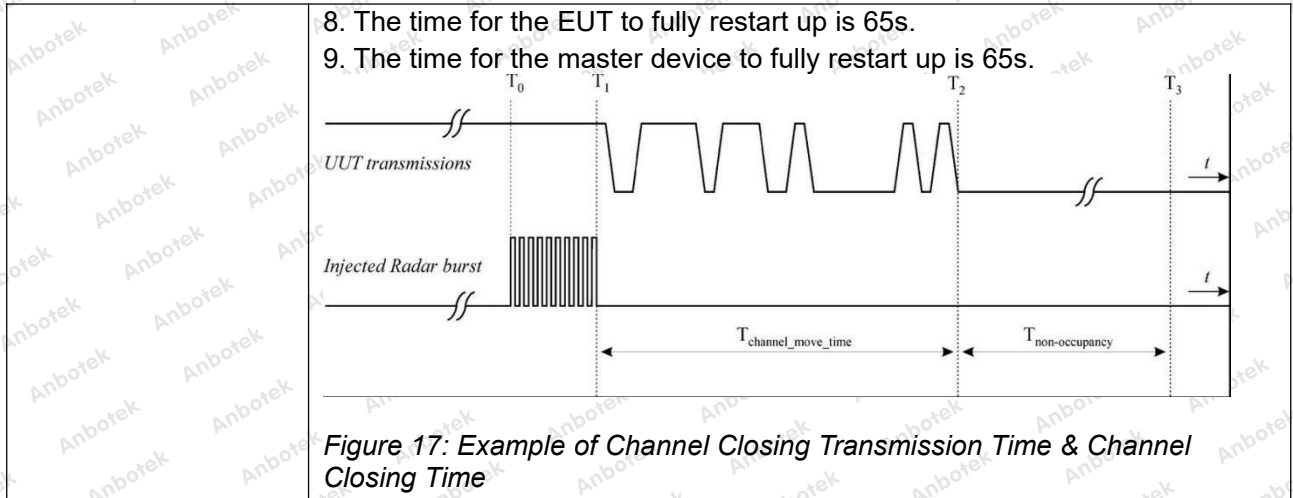 8. The time for the EUT to fully restart up is 65s.
9. The time for the master device to fully restart up is 65s.
T0 T1 T2 T3
UUT transmissions
t
Injected Radar burst
t
Tchannel_move_time Tnon-occupancy
Figure 17: Example of Channel Closing Transmission Time & Channel
Closing Time
Anbotek